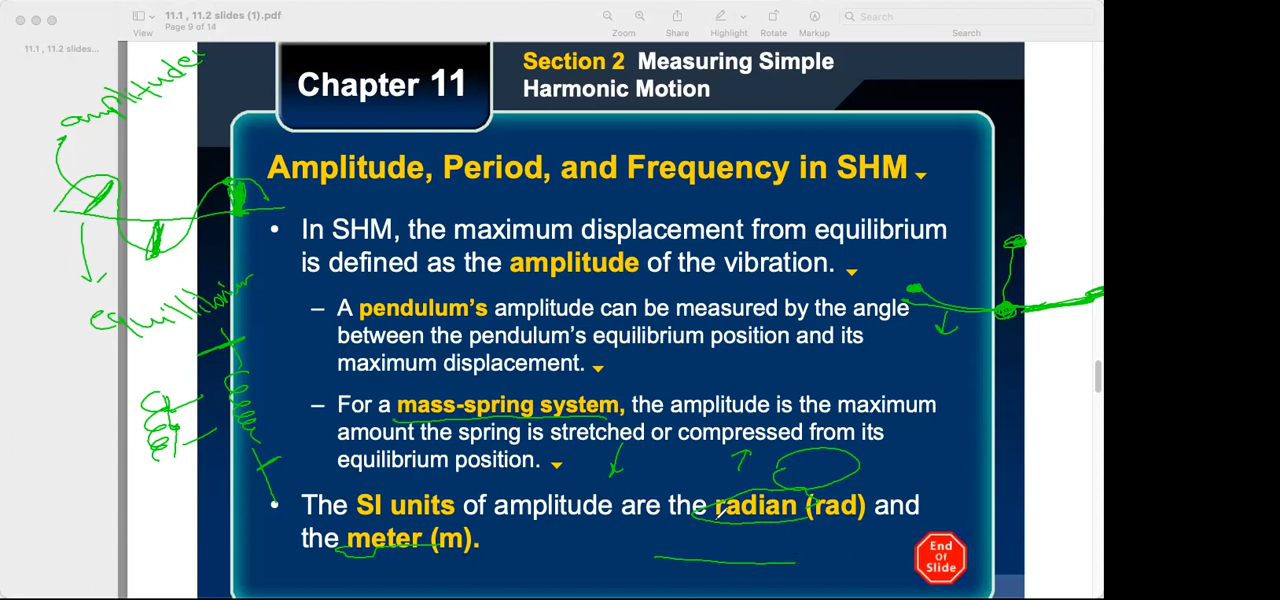 11.1 , 11.2 slides (1).pdf
Page 9 of 14
View
Zoom
Share
Highlight
Rotate
Markup
Search
Search
11.1 , 11.2 slides...
amplitude
equillibrium
Chapter 11
Section 2 Measuring Simple
Harmonic Motion
Amplitude, Period, and Frequency in SHM
• In SHM, the maximum displacement from equilibrium
is defined as the amplitude of the vibration.
– A pendulum's amplitude can be measured by the angle
between the pendulum's equilibrium position and its
maximum displacement.
– For a mass-spring system, the amplitude is the maximum
amount the spring is stretched or compressed from its
equilibrium position.
• The SI units of amplitude are the radian (rad) and
the meter (m).
End
Of
Slide